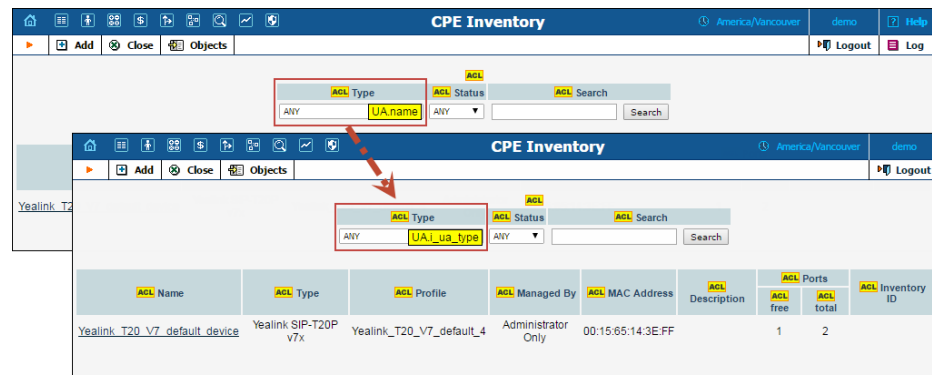 CPE Inventory
America/Vancouver
demo
Help
Add
Close
Objects
Logout
Log
ACL
ACL Type
ACL Status
ACL Search
ANY
UA.name
ANY
Search
Yealink_T2
CPE Inventory
America/Vancouver
demo
Add
Close
Objects
Logout
ACL
ACL Type
ACL Status
ACL Search
ANY
UA.i_ua_type
ANY
Search
ACL Name
ACL Type
ACL Profile
ACL Managed By
ACL MAC Address
ACL
Description
ACL Ports
ACL
free
ACL
total
ACL Inventory
ID
Yealink_T20_V7_default_device
Yealink SIP-T20P
v7x
Yealink_T20_V7_default_4
Administrator
Only
00:15:65:14:3E:FF
1
2